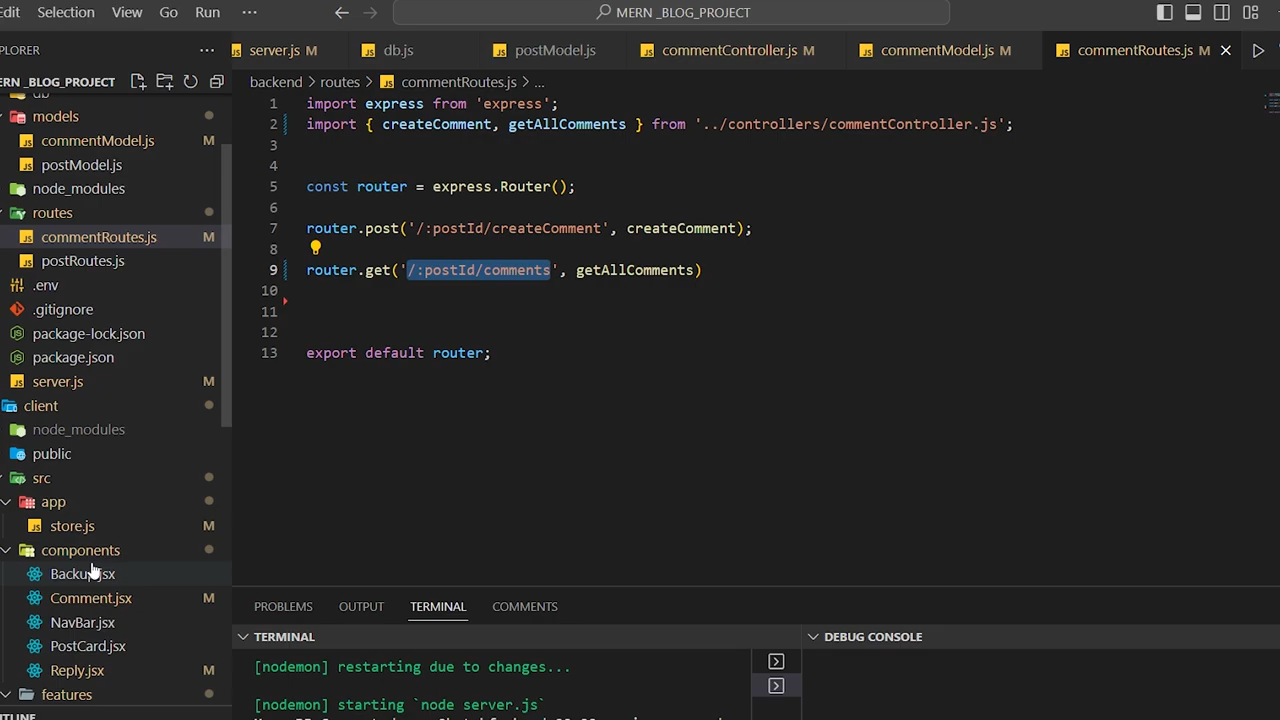 Edit Selection View Go Run ··· MERN _BLOG_PROJECT
PLORER ···
server.js M db.js postModel.js commentController.js M commentModel.js M commentRoutes.js M
ERN _BLOG_PROJECT
backend > routes > commentRoutes.js > ...
db
models
commentModel.js M
postModel.js
node_modules
routes
commentRoutes.js M
postRoutes.js
.env
.gitignore
package-lock.json
package.json
server.js M
client
node_modules
public
src
app
store.js M
components
Comment.jsx M
NavBar.jsx
PostCard.jsx
Reply.jsx M
features
UTLINE
1 import express from 'express';
2 import { createComment, getAllComments } from '../controllers/commentController.js';
3
4
5 const router = express.Router();
6
7 router.post('/:postId/createComment', createComment);
8
9 router.get('/:postId/comments', getAllComments)
10
11
12
13 export default router;
PROBLEMS OUTPUT TERMINAL COMMENTS
TERMINAL
[nodemon] restarting due to changes...
[nodemon] starting `node server.js`
DEBUG CONSOLE